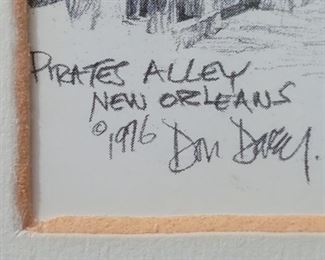 PIRATES ALLEY
NEW ORLEANS
©1976 Don Davey.